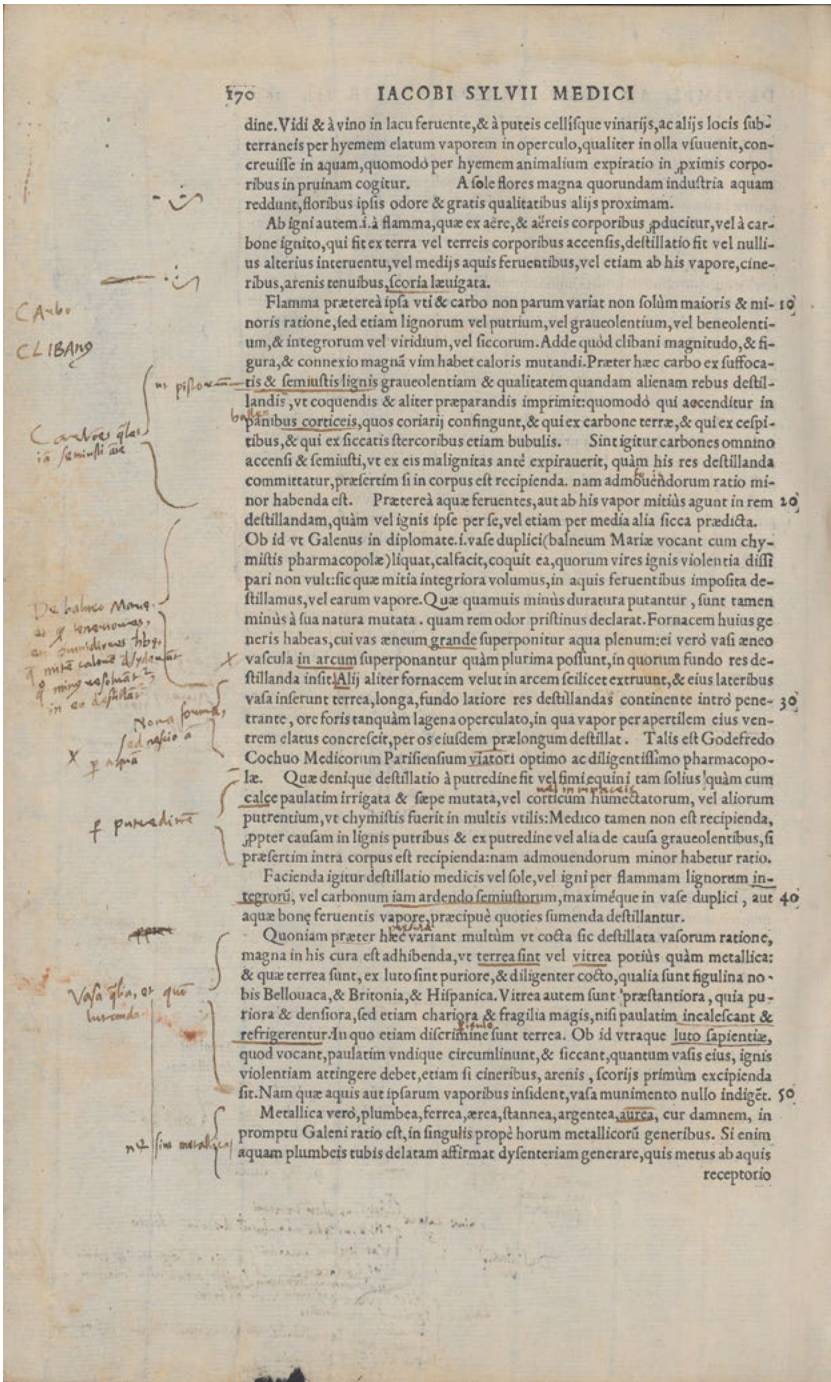 170 IACOBI SYLVII MEDICI
dine. Vidi & à vino in lacu feruente, & à puteis cellisque vinarijs, ac alijs locis sub-
terraneis per hyemem elatum vaporem in operculo, qualiter in olla vsuuenit, con-
creuisse in aquam, quomodo per hyemem animalium expiratio in ꝓximis corpo-
ribus in pruinam cogitur. A sole flores magna quorundam industria aquam
reddunt, floribus ipsis odore & gratis qualitatibus alijs proximam.
Ab igni autem .i. à flamma, quæ ex aëre, & aëreis corporibus ꝓducitur, vel à car-
bone ignito, qui fit ex terra vel terreis corporibus accensis, destillatio fit vel nulli-
us alterius interuentu, vel medijs aquis feruentibus, vel etiam ab his vapore, cine-
ribus, arenis tenuibus, scoria læuigata.
Flamma prætereà ipsa vti & carbo non parum variat non solùm maioris & mi- 10
CArbo
noris ratione, sed etiam lignorum vel putrium, vel graueolentium, vel beneolenti-
um, & integrorum vel viridium, vel siccorum. Adde quòd clibani magnitudo, & fi-
CLIBANꝰ
gura, & connexio magnā vim habet caloris mutandi. Præter hæc carbo ex suffoca-
tis & semiustis lignis graueolentiam & qualitatem quandam alienam rebus destil-
landis, vt coquendis & aliter præparandis imprimit: quomodo qui accenditur in
panibus corticeis, quos coriarij confingunt, & qui ex carbone terræ, & qui ex cespi-
tibus, & qui ex siccatis stercoribus etiam bubulis. Sint igitur carbones omnino
accensi & semiusti, vt ex eis malignitas antè expirauerit, quàm his res destillanda
committatur, præsertim si in corpus est recipienda. nam admouendorum ratio mi-
nor habenda est. Prætereà aquæ feruentes, aut ab his vapor mitiùs agunt in rem 20
destillandam, quàm vel ignis ipse per se, vel etiam per media alia sicca prædicta.
Ob id vt Galenus in diplomate .i. vase duplici (balneum Mariæ vocant cum chy-
mistis pharmacopolæ) liquat, calfacit, coquit ea, quorum vires ignis violentia dissi
pari non vult: sic quæ mitia integriora volumus, in aquis feruentibus imposita de-
stillamus, vel earum vapore. Quæ quamuis minùs duratura putantur, sunt tamen
minùs à sua natura mutata. quam rem odor pristinus declarat. Fornacem huius ge
De balneo Mariæ
neris habeas, cui vas æneum grande superponitur aqua plenum: ei verò vasi æneo
vascula in arcum superponantur quàm plurima possunt, in quorum fundo res de-
stillanda insit. Alij aliter fornacem velut in arcem scilicet extruunt, & eius lateribus
vasa inserunt terrea, longa, fundo latiore res destillandas continente intrò pene- 30
trante, ore foris tanquàm lagena operculato, in qua vapor per apertilem eius ven-
trem elatus concrescit, per os eiusdem prælongum destillat. Talis est Godefredo
Cochuo Medicorum Parisiensium viatori optimo ac diligentissimo pharmacopo-
læ. Quæ denique destillatio à putredine fit vel fimi equini tam solius quàm cum
calce paulatim irrigata & sæpe mutata, vel corticum humectatorum, vel aliorum
putrentium, vt chymistis fuerit in multis vtilis: Medico tamen non est recipienda,
ꝓpter causam in lignis putribus & ex putredine vel alia de causa graueolentibus, si
præsertim intra corpus est recipienda: nam admouendorum minor habetur ratio.
Facienda igitur destillatio medicis vel sole, vel igni per flammam lignorum in-
tegrorū, vel carbonum iam ardendo semiustorum, maximéque in vase duplici, aut 40
aquæ bonę feruentis vapore, præcipuè quoties sumenda destillantur.
Quoniam præter hæc variant multùm vt cocta sic destillata vasorum ratione,
magna in his cura est adhibenda, vt terrea sint vel vitrea potiùs quàm metallica:
& quæ terrea sunt, ex luto sint puriore, & diligenter cocto, qualia sunt figulina no-
bis Bellouaca, & Britonia, & Hispanica. Vitrea autem sunt præstantiora, quia pu-
riora & densiora, sed etiam chariora & fragilia magis, nisi paulatim incalescant &
refrigerentur. In quo etiam discrimine sunt terrea. Ob id vtraque luto sapientiæ,
quod vocant, paulatim vndique circumlinunt, & siccant, quantum vasis eius, ignis
violentiam attingere debet, etiam si cineribus, arenis, scorijs primùm excipienda
sit. Nam quæ aquis aut ipsarum vaporibus insident, vasa munimento nullo indigēt. 50
Metallica verò, plumbea, ferrea, ærea, stannea, argentea, aurea, cur damnem, in
promptu Galeni ratio est, in singulis propè horum metallicorū generibus. Si enim
aquam plumbeis tubis delatam affirmat dysenteriam generare, quis metus ab aquis
receptorio